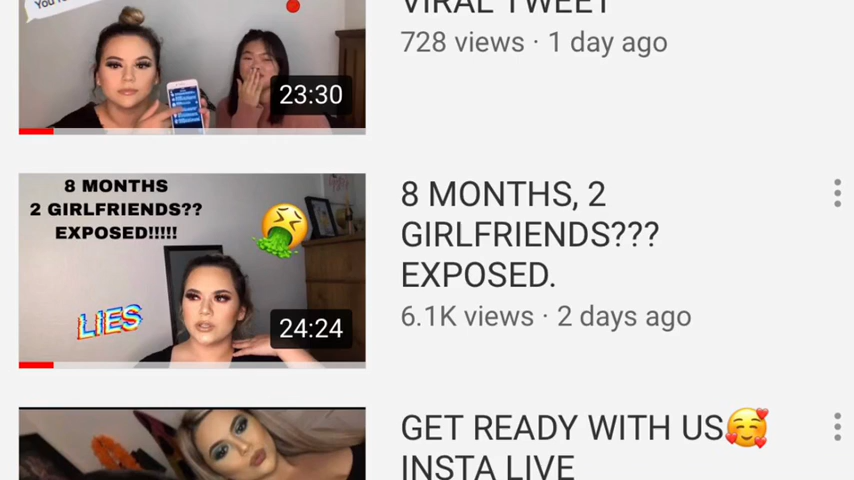 VIRAL TWEET
728 views · 1 day ago
23:30
8 MONTHS
2 GIRLFRIENDS??
EXPOSED!!!!!
LIES
24:24
8 MONTHS, 2
GIRLFRIENDS???
EXPOSED.
6.1K views · 2 days ago
GET READY WITH US🥰
INSTA LIVE